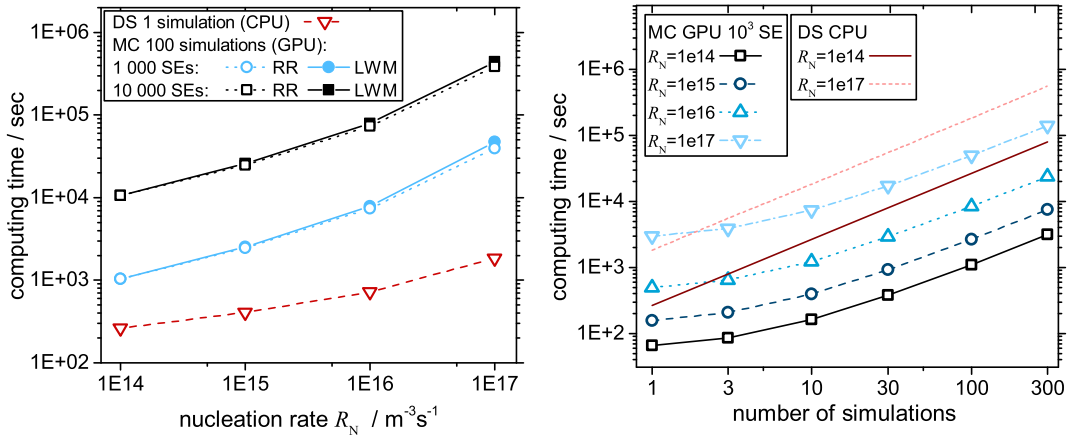 DS 1 simulation (CPU)
MC 100 simulations (GPU):
1 000 SEs: RR LWM
10 000 SEs: RR LWM
1E+06
1E+05
1E+04
1E+03
1E+02
computing time / sec
1E14 1E15 1E16 1E17
nucleation rate R_N / m⁻³s⁻¹
MC GPU 10³ SE
R_N=1e14
R_N=1e15
R_N=1e16
R_N=1e17
DS CPU
R_N=1e14
R_N=1e17
1E+6
1E+5
1E+4
1E+3
1E+2
computing time / sec
1 3 10 30 100 300
number of simulations